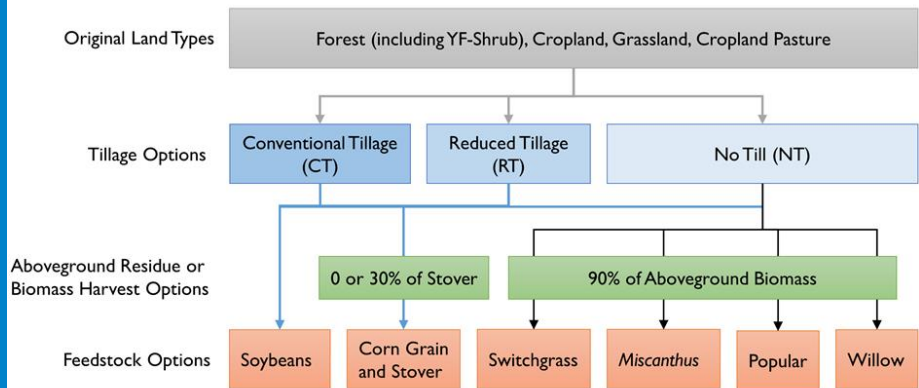 Original Land Types
Forest (including YF-Shrub), Cropland, Grassland, Cropland Pasture
Tillage Options
Conventional Tillage
(CT)
Reduced Tillage
(RT)
No Till (NT)
Aboveground Residue or
Biomass Harvest Options
0 or 30% of Stover
90% of Aboveground Biomass
Feedstock Options
Soybeans
Corn Grain
and Stover
Switchgrass
Miscanthus
Popular
Willow